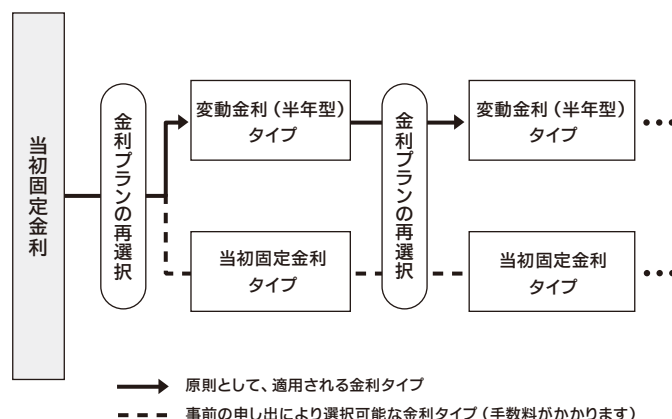 当初固定金利
金利プランの再選択
変動金利（半年型）
タイプ
当初固定金利
タイプ
金利プランの再選択
変動金利（半年型）
タイプ
当初固定金利
タイプ
原則として、適用される金利タイプ
事前の申し出により選択可能な金利タイプ（手数料がかかります）